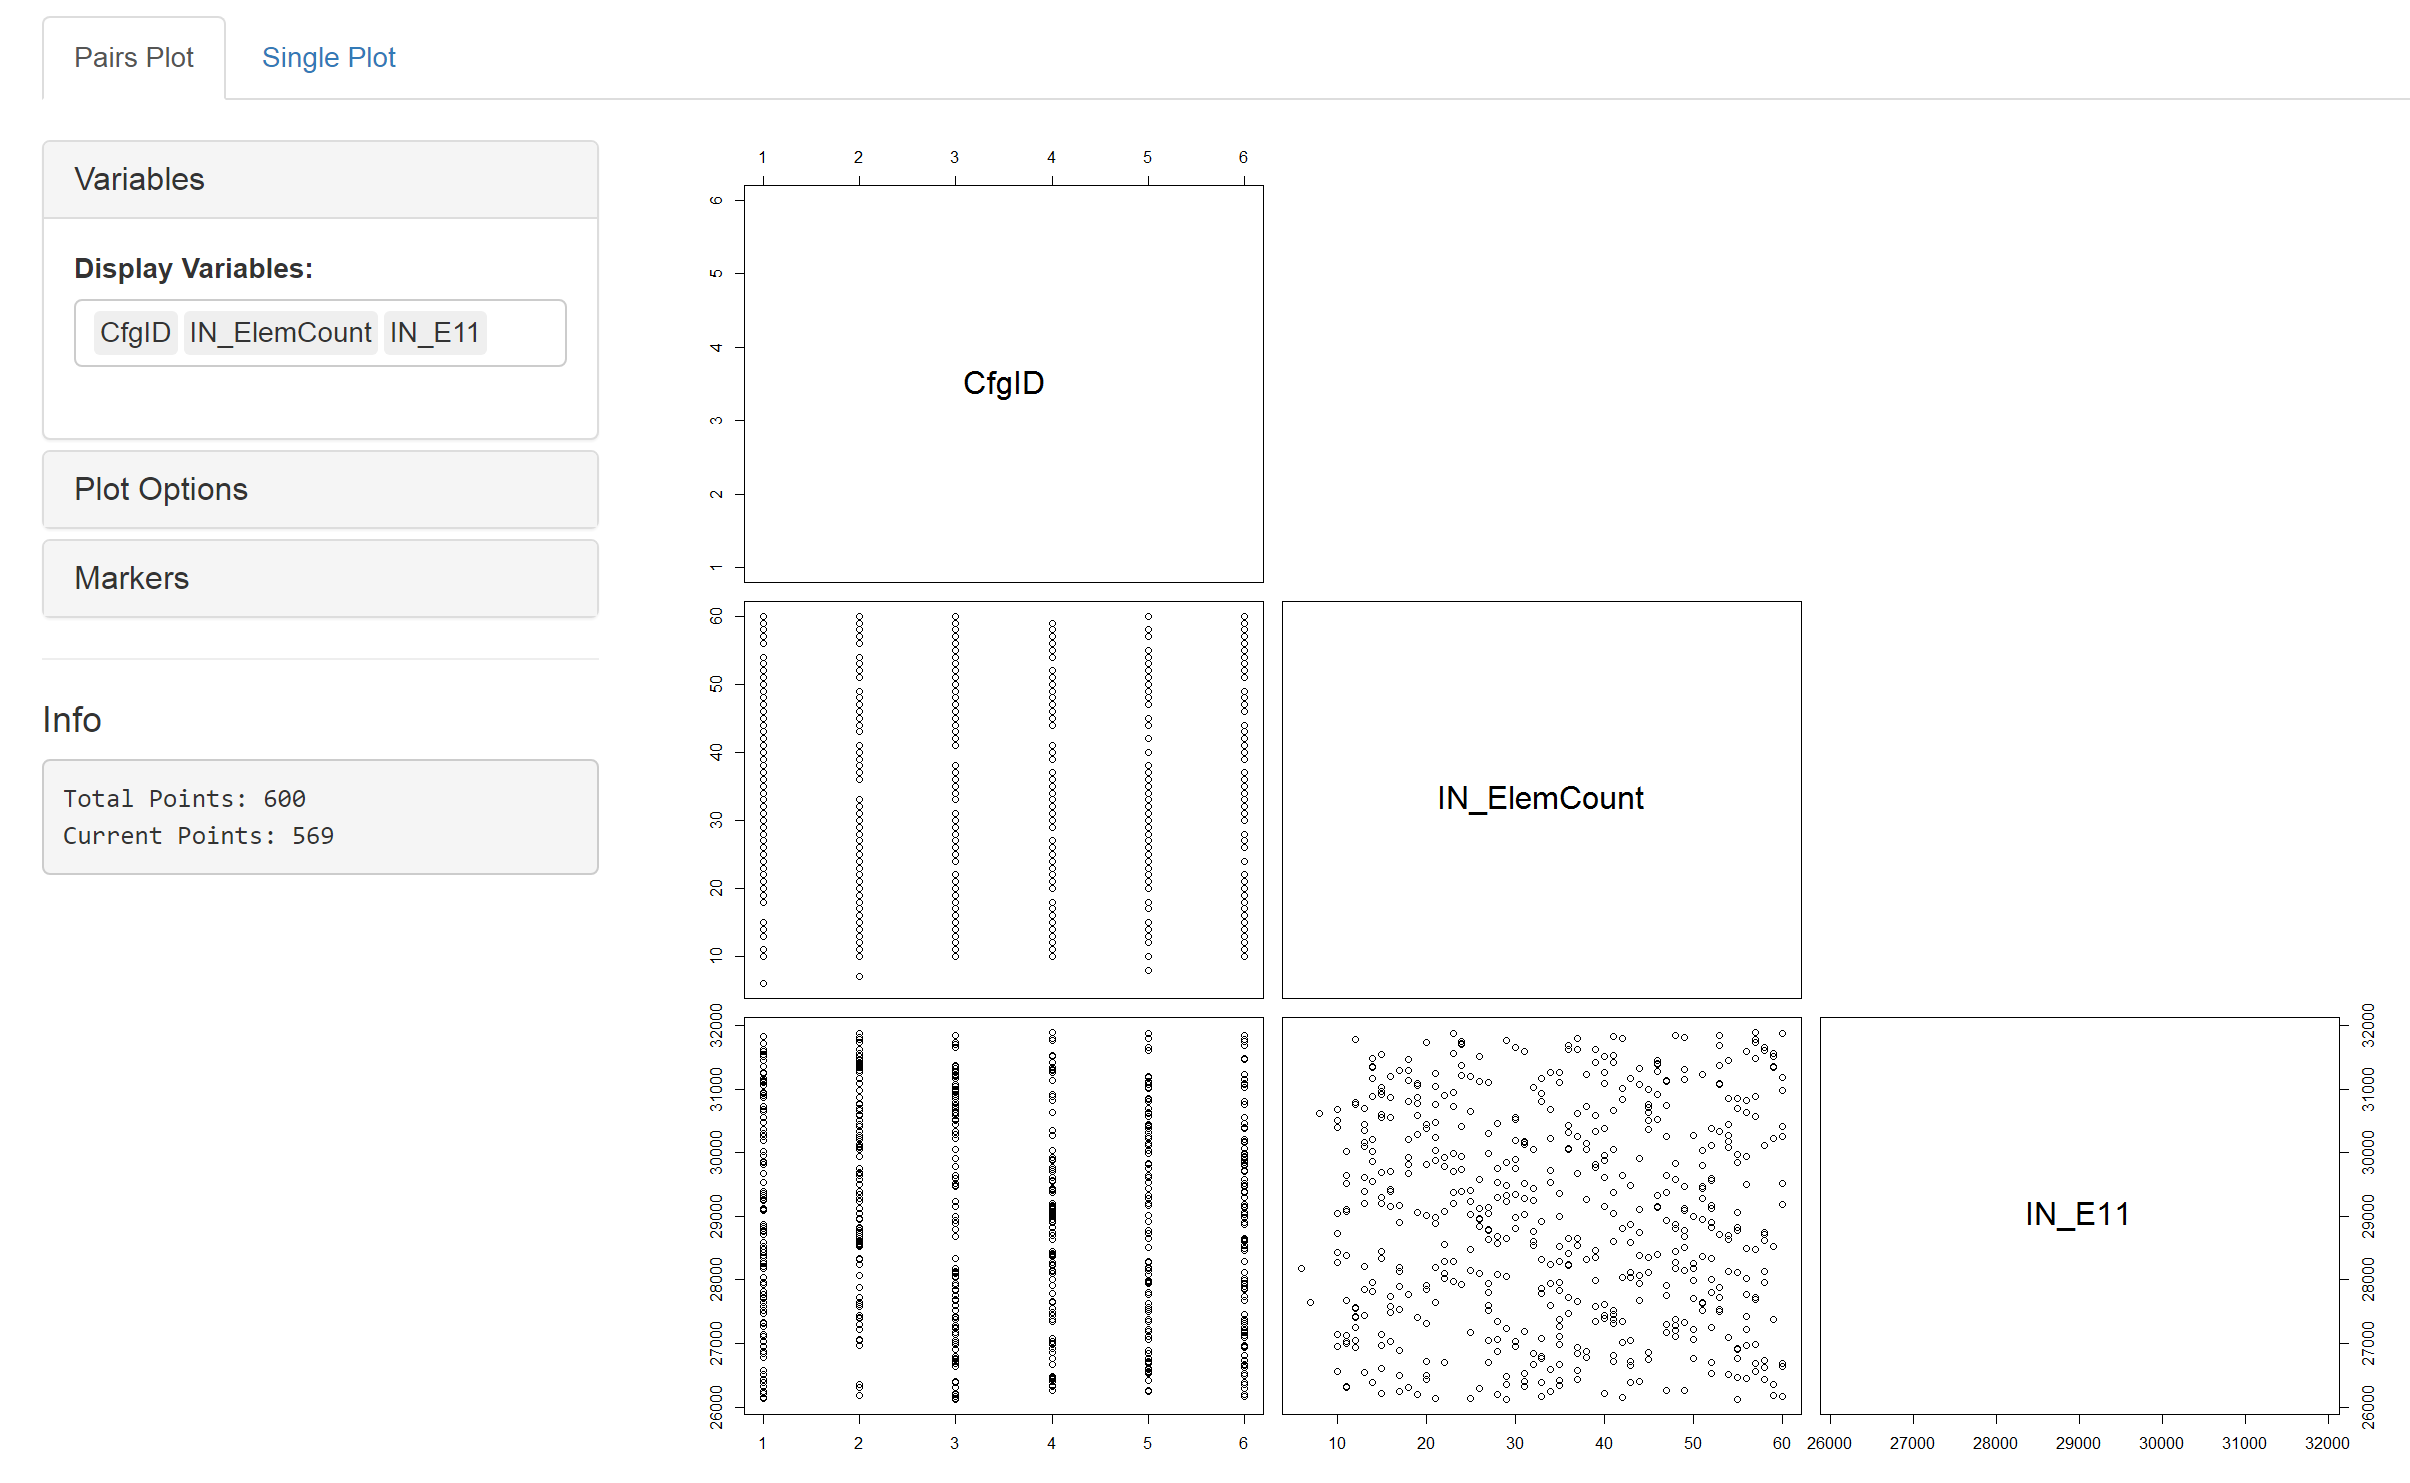 Pairs Plot Single Plot
Variables
Display Variables:
CfgID IN_ElemCount IN_E11
Plot Options
Markers
Info
Total Points: 600
Current Points: 569
1 2 3 4 5 6
6
5
4
3
2
1
CfgID
60
50
40
30
20
10
IN_ElemCount
32000
31000
30000
29000
28000
27000
26000
IN_E11
32000
31000
30000
29000
28000
27000
26000
1 2 3 4 5 6 10 20 30 40 50 60 26000 27000 28000 29000 30000 31000 32000